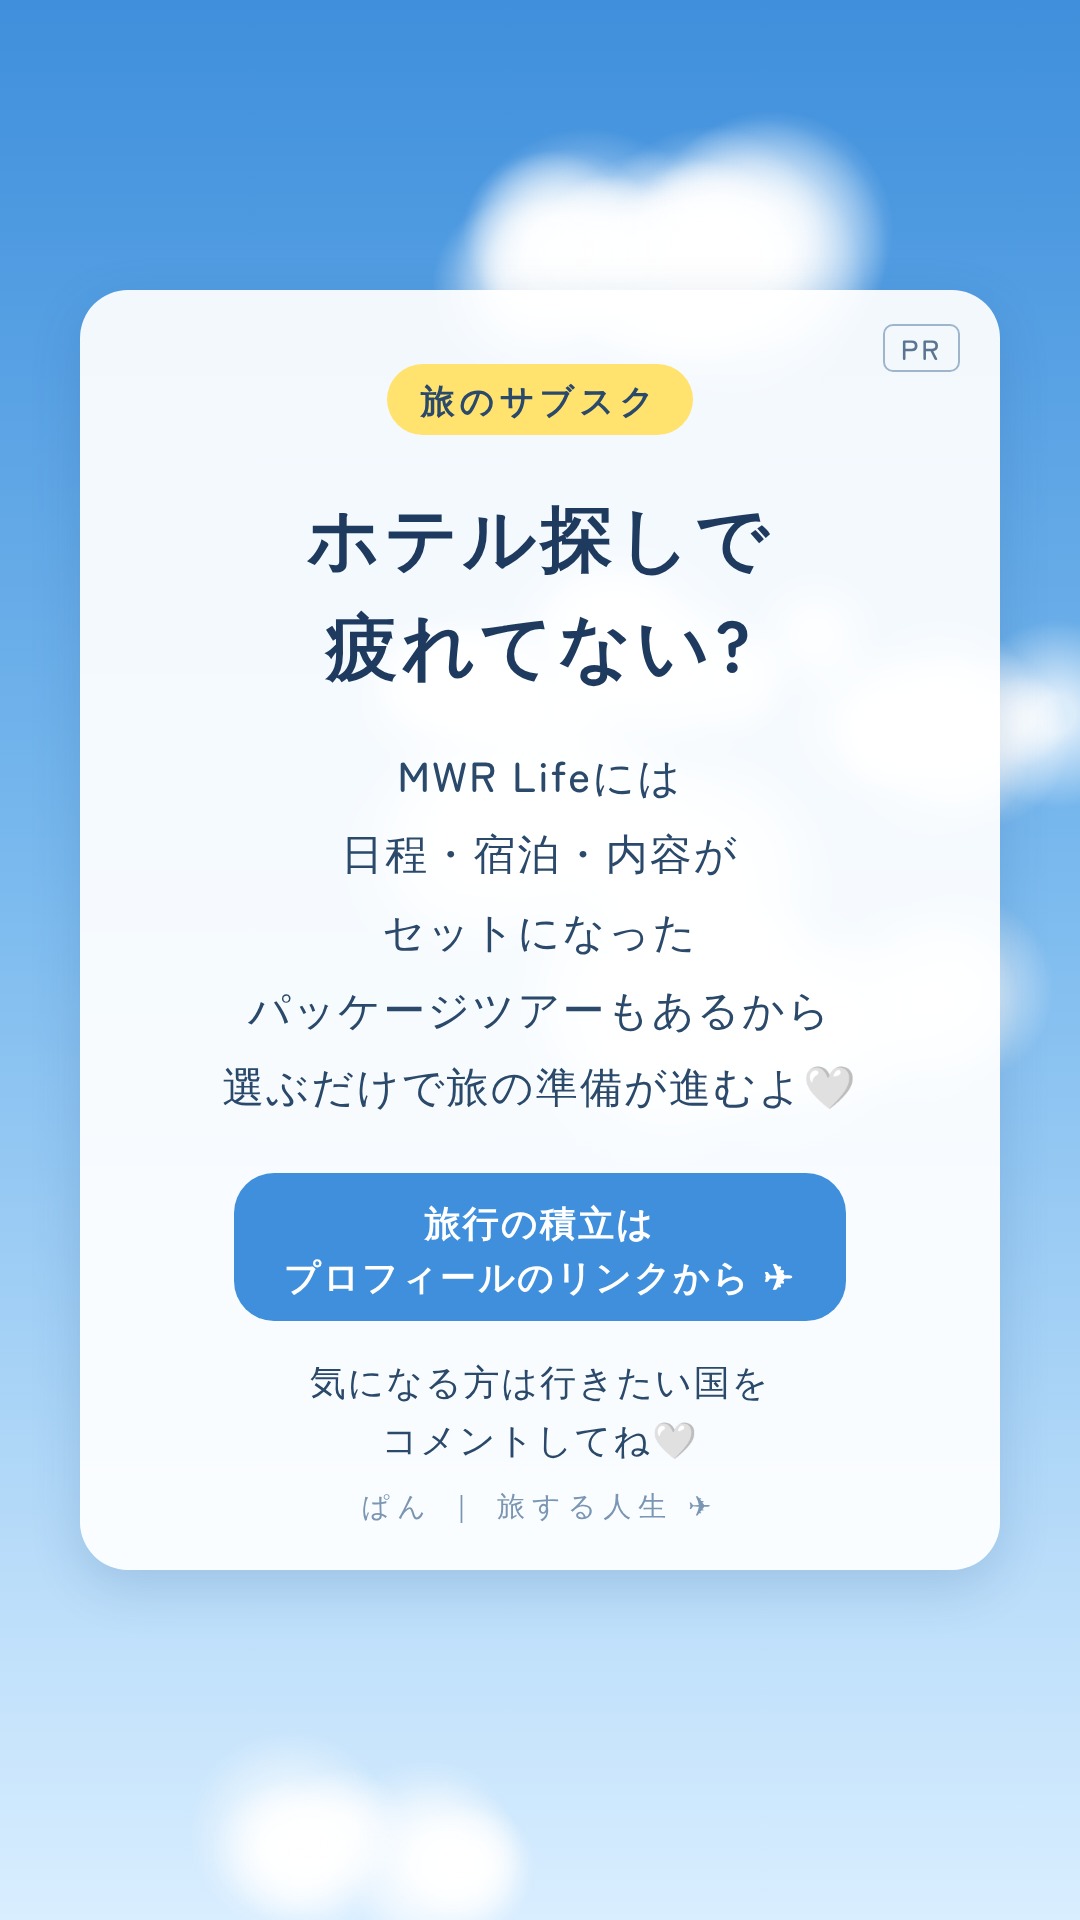 PR
旅のサブスク
ホテル探しで
疲れてない?
MWR Lifeには
日程・宿泊・内容が
セットになった
パッケージツアーもあるから
選ぶだけで旅の準備が進むよ🤍
旅行の積立は
プロフィールのリンクから ✈
気になる方は行きたい国を
コメントしてね🤍
ぱん ｜ 旅する人生 ✈